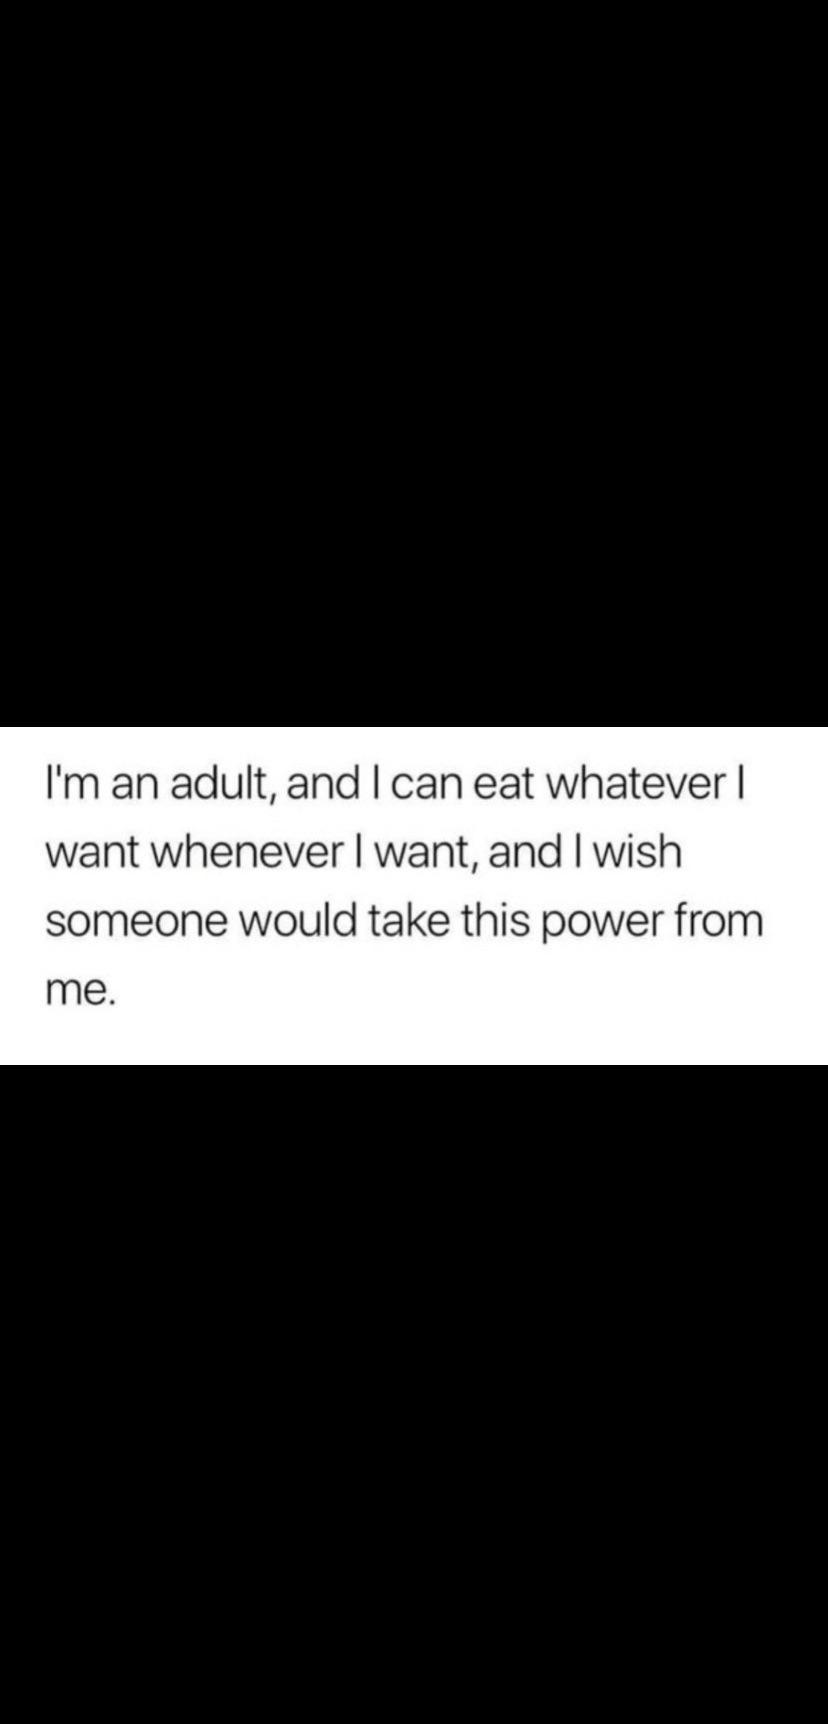 I'm an adult, and I can eat whatever I
want whenever I want, and I wish
someone would take this power from
me.